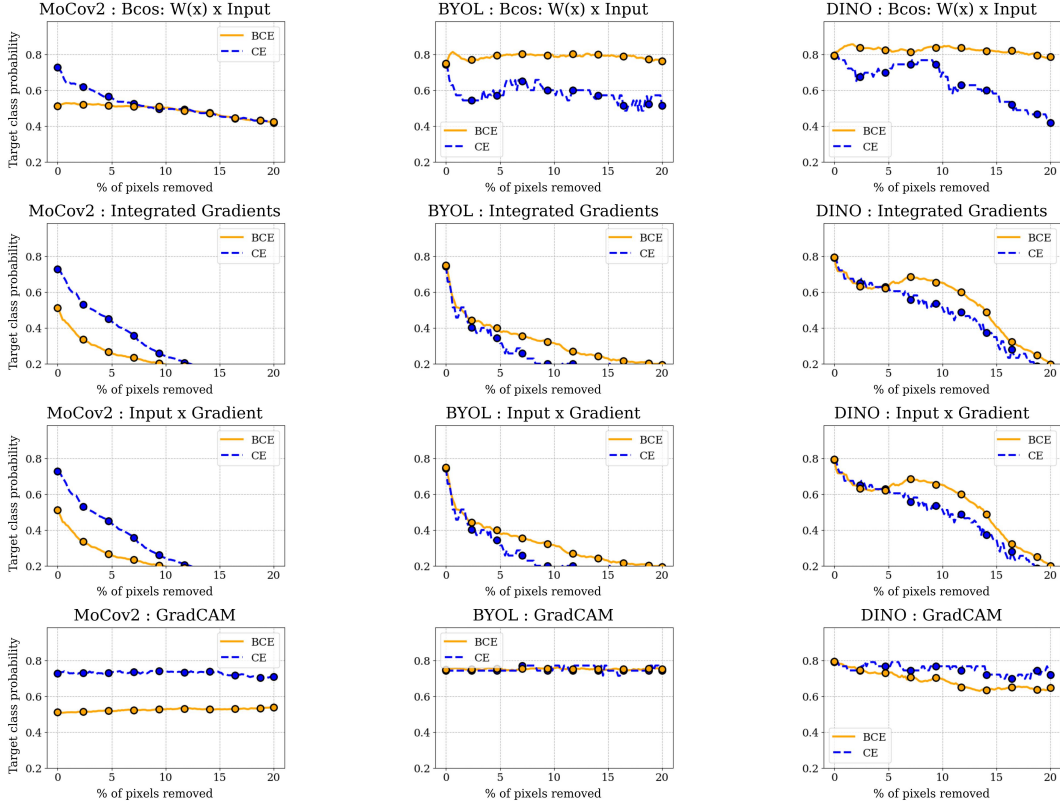 MoCov2 : Bcos: W(x) x Input
BYOL : Bcos: W(x) x Input
DINO : Bcos: W(x) x Input
Target class probability
0.8
0.6
0.4
0.2
BCE
CE
0 5 10 15 20
% of pixels removed
0.8
0.6
0.4
0.2
BCE
CE
0 5 10 15 20
% of pixels removed
0.8
0.6
0.4
0.2
BCE
CE
0 5 10 15 20
% of pixels removed
MoCov2 : Integrated Gradients
BYOL : Integrated Gradients
DINO : Integrated Gradients
Target class probability
0.8
0.6
0.4
0.2
BCE
CE
0 5 10 15 20
% of pixels removed
0.8
0.6
0.4
0.2
BCE
CE
0 5 10 15 20
% of pixels removed
0.8
0.6
0.4
0.2
BCE
CE
0 5 10 15 20
% of pixels removed
MoCov2 : Input x Gradient
BYOL : Input x Gradient
DINO : Input x Gradient
Target class probability
0.8
0.6
0.4
0.2
BCE
CE
0 5 10 15 20
% of pixels removed
0.8
0.6
0.4
0.2
BCE
CE
0 5 10 15 20
% of pixels removed
0.8
0.6
0.4
0.2
BCE
CE
0 5 10 15 20
% of pixels removed
MoCov2 : GradCAM
BYOL : GradCAM
DINO : GradCAM
Target class probability
0.8
0.6
0.4
0.2
BCE
CE
0 5 10 15 20
% of pixels removed
0.8
0.6
0.4
0.2
BCE
CE
0 5 10 15 20
% of pixels removed
0.8
0.6
0.4
0.2
BCE
CE
0 5 10 15 20
% of pixels removed